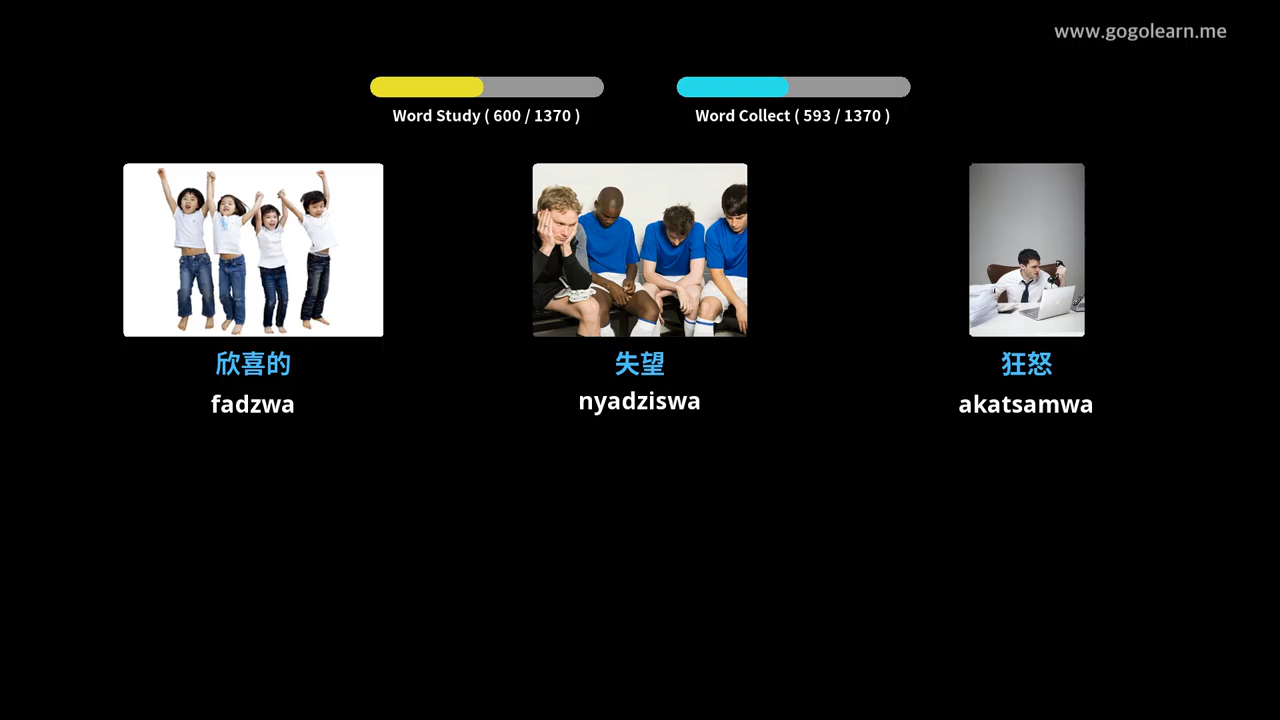 www.gogolearn.me
Word Study ( 600 / 1370 )
Word Collect ( 593 / 1370 )
欣喜的
失望
狂怒
fadzwa
nyadziswa
akatsamwa